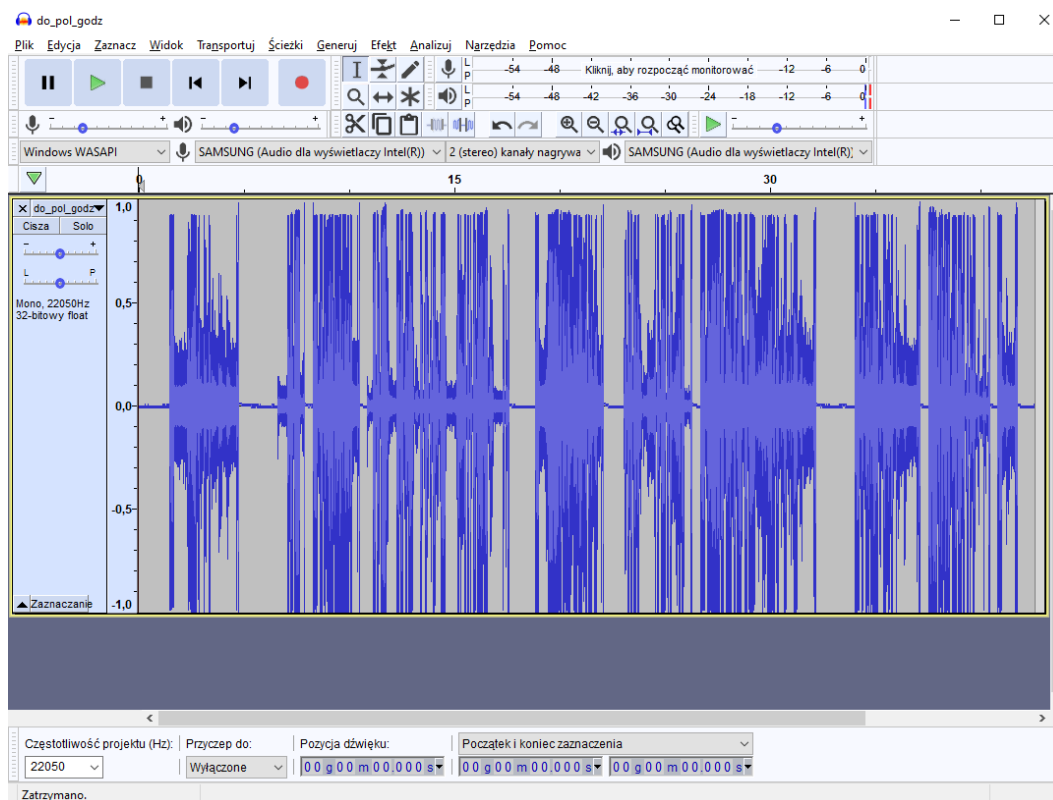 do_pol_godz
Plik Edycja Zaznacz Widok Transportuj Ścieżki Generuj Efekt Analizuj Narzędzia Pomoc
L P -54 -48 Kliknij, aby rozpocząć monitorować -12 -6 0
L P -54 -48 -42 -36 -30 -24 -18 -12 -6 0
- + - + - +
Windows WASAPI SAMSUNG (Audio dla wyświetlaczy Intel(R)) 2 (stereo) kanały nagrywa SAMSUNG (Audio dla wyświetlaczy Intel(R);
0 15 30
do_pol_godz 1,0
Cisza Solo
- +
L P
Mono, 22050Hz 0,5
32-bitowy float
0,0
-0,5
Zaznaczanie -1,0
Częstotliwość projektu (Hz): Przyczep do: Pozycja dźwięku: Początek i koniec zaznaczenia
22050 Wyłączone 00 g 00 m 00,000 s 00 g 00 m 00,000 s 00 g 00 m 00,000 s
Zatrzymano.